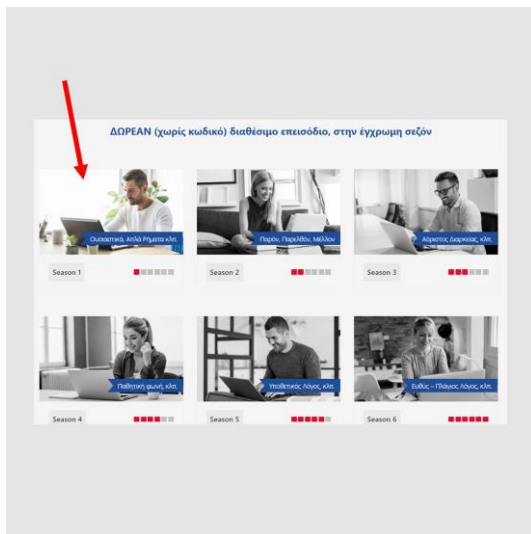 ΔΩΡΕΑΝ (χωρίς κωδικό) διαθέσιμο επεισόδιο, στην έγχρωμη σεζόν
Ουσιαστικά, Απλά Ρήματα κλπ.
Παρόν, Παρελθόν, Μέλλον
Αόριστος Διαρκείας, κλπ.
Season 1
Season 2
Season 3
Παθητική φωνή, κλπ.
Υποθετικός Λόγος, κλπ.
Ευθύς – Πλάγιος Λόγος, κλπ.
Season 4
Season 5
Season 6